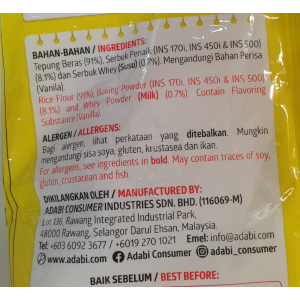 BAHAN-BAHAN / INGREDIENTS:
Tepung Beras (91%), Serbuk Penaik (INS 170i, INS 450i & INS 500)
(8.1%) dan Serbuk Whey (Susu) (0.7%). Mengandungi Bahan Perisa
(Vanila).
Rice Flour (91%), Baking Powder (INS 170i, INS 450i & INS 500)
(8.1%) and Whey Powder (Milk) (0.7%). Contain Flavoring
Substance (Vanilla)
ALERGEN / ALLERGENS:
Bagi alergen, lihat perkataan yang ditebalkan. Mungkin
mengandungi sisa soya, gluten, krustasea dan ikan.
For allergens, see ingredients in bold. May contain traces of soy,
gluten, crustacean and fish.
DIKILANGKAN OLEH / MANUFACTURED BY:
ADABI CONSUMER INDUSTRIES SDN. BHD. (116069-M)
Lot 136, Rawang Integrated Industrial Park,
48000 Rawang, Selangor Darul Ehsan, Malaysia.
Tel: +603 6092 3677 / +6019 270 1021 Emel: info@adabi.com
www.adabi.com Adabi Consumer adabi_consumer
BAIK SEBELUM / BEST BEFORE: